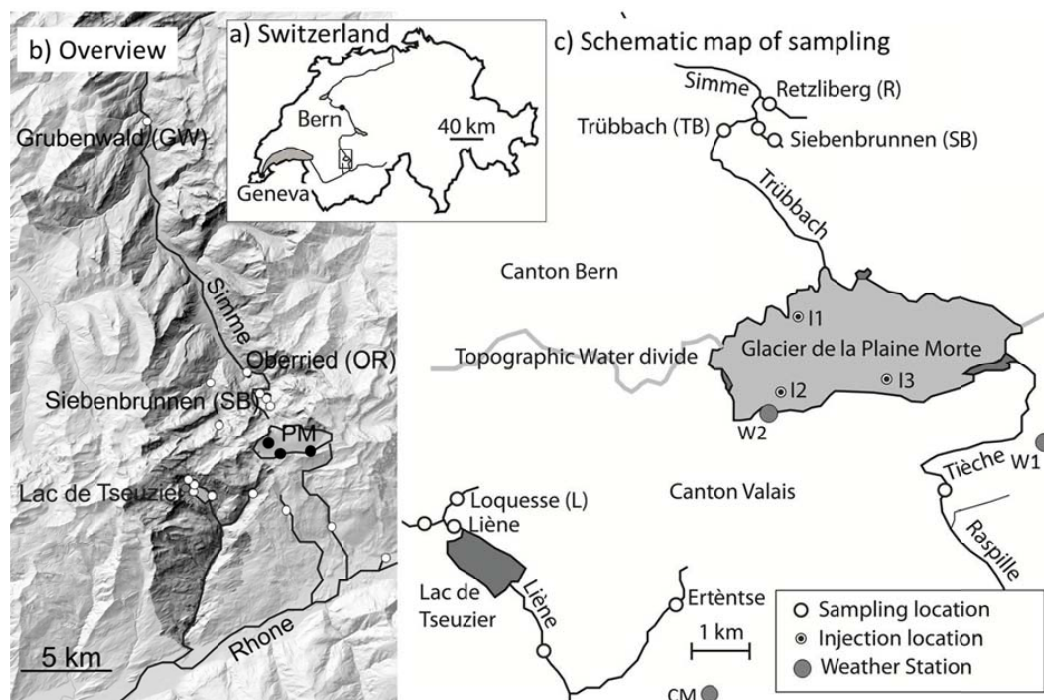 b) Overview
Grubenwald (GW)
Simme
Oberried (OR)
Siebenbrunnen (SB)
PM
Lac de Tseuzier
Rhone
5 km
a) Switzerland
Bern
40 km
Geneva
c) Schematic map of sampling
Simme
Retzliberg (R)
Trübbach (TB)
Siebenbrunnen (SB)
Trübbach
Canton Bern
I1
Topographic Water divide
Glacier de la Plaine Morte
I2
I3
W2
W1
Tièche
Canton Valais
Loquesse (L)
Liène
Raspille
Lac de
Tseuzier
Liène
Ertèntse
1 km
CM
Sampling location
Injection location
Weather Station